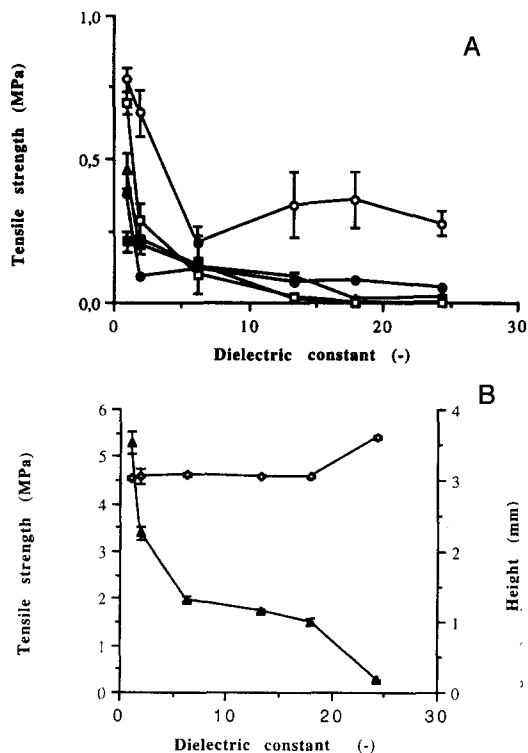 A
1,0
0,5
0,0
Tensile strength (MPa)
0 10 20 30
Dielectric constant (-)
B
6
5
4
3
2
1
0
Tensile strength (MPa)
4
3
2
1
0
Height (mm)
0 10 20 30
Dielectric constant (-)